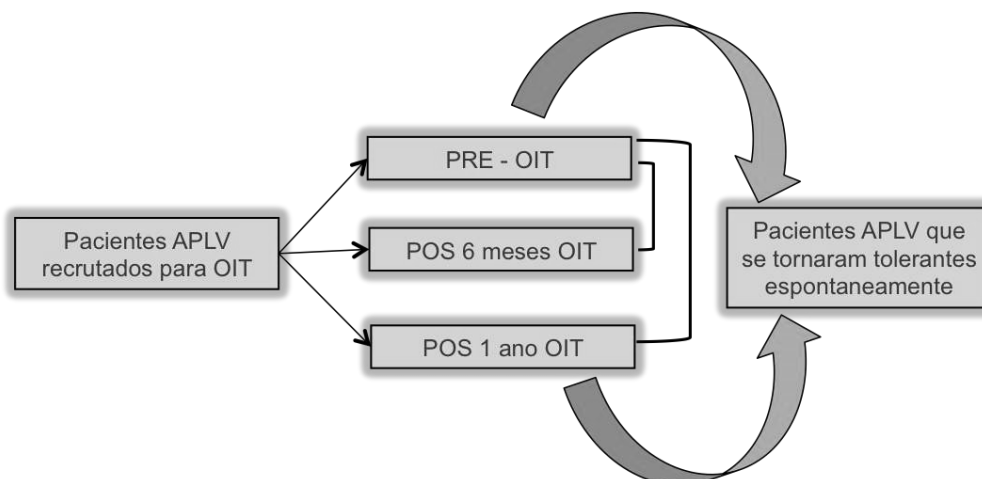 PRE - OIT
Pacientes APLV
recrutados para OIT
POS 6 meses OIT
POS 1 ano OIT
Pacientes APLV que
se tornaram tolerantes
espontaneamente